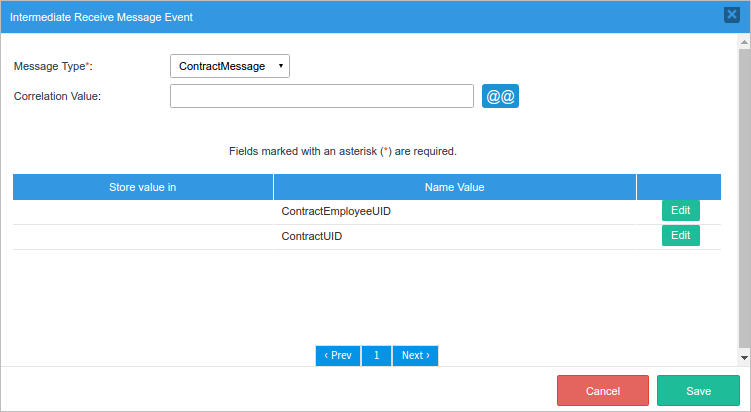 Intermediate Receive Message Event
Message Type*: ContractMessage
Correlation Value: @@
Fields marked with an asterisk (*) are required.
Store value in Name Value
ContractEmployeeUID Edit
ContractUID Edit
‹ Prev 1 Next ›
Cancel Save